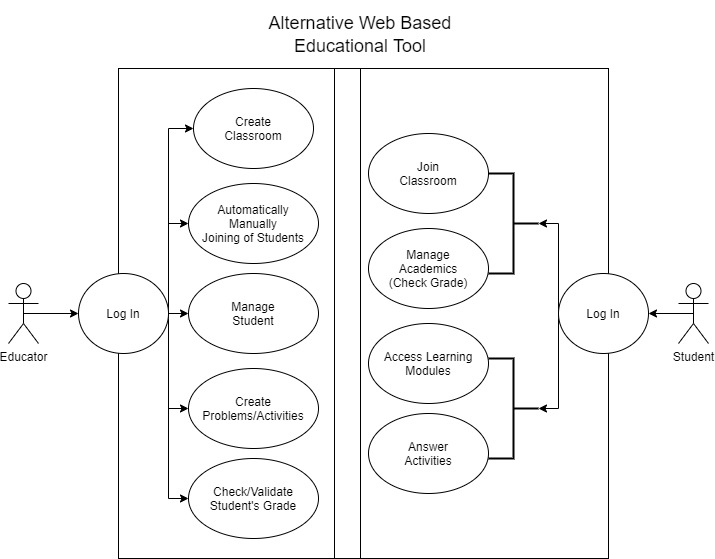 Alternative Web Based
Educational Tool
Create
Classroom
Automatically
Manually
Joining of Students
Log In
Manage
Student
Educator
Create
Problems/Activities
Check/Validate
Student's Grade
Join
Classroom
Manage
Academics
(Check Grade)
Log In
Student
Access Learning
Modules
Answer
Activities